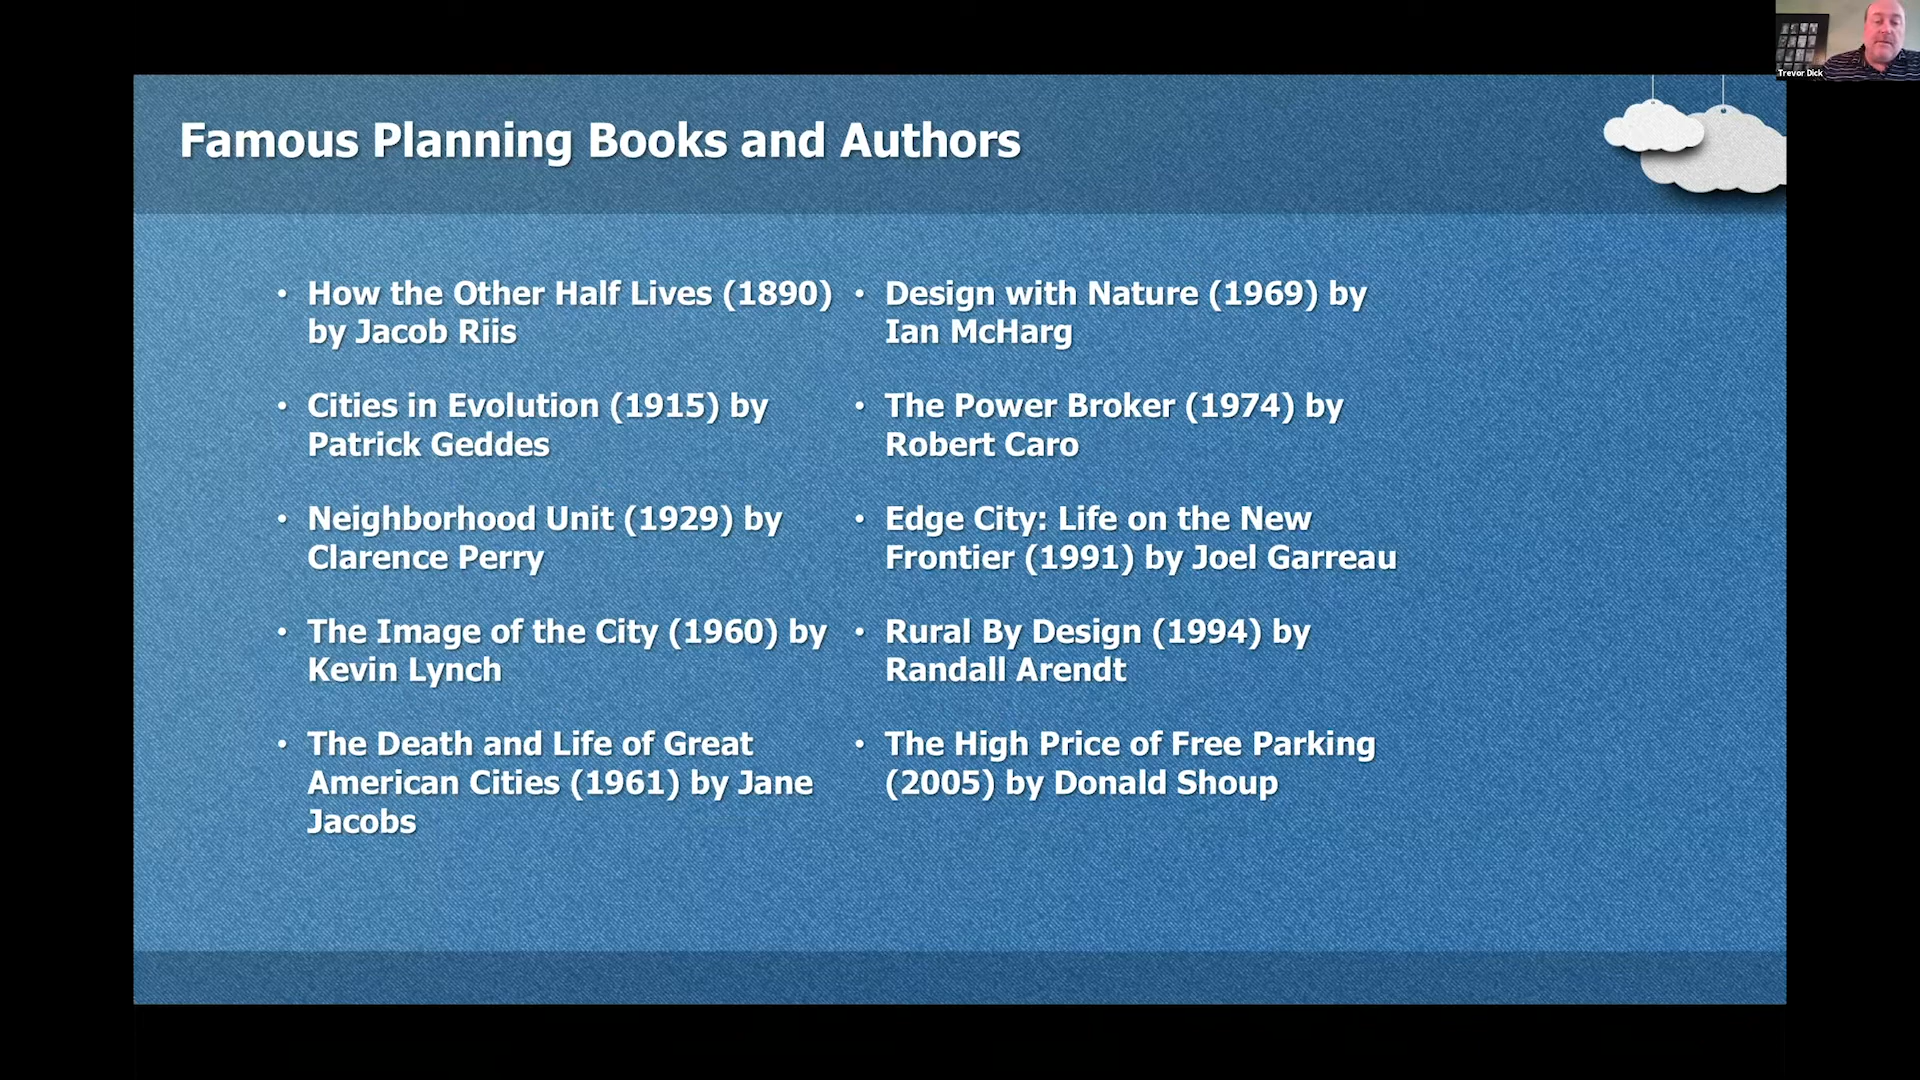 Trevor Dick
Famous Planning Books and Authors
• How the Other Half Lives (1890)
by Jacob Riis
• Cities in Evolution (1915) by
Patrick Geddes
• Neighborhood Unit (1929) by
Clarence Perry
• The Image of the City (1960) by
Kevin Lynch
• The Death and Life of Great
American Cities (1961) by Jane
Jacobs
• Design with Nature (1969) by
Ian McHarg
• The Power Broker (1974) by
Robert Caro
• Edge City: Life on the New
Frontier (1991) by Joel Garreau
• Rural By Design (1994) by
Randall Arendt
• The High Price of Free Parking
(2005) by Donald Shoup